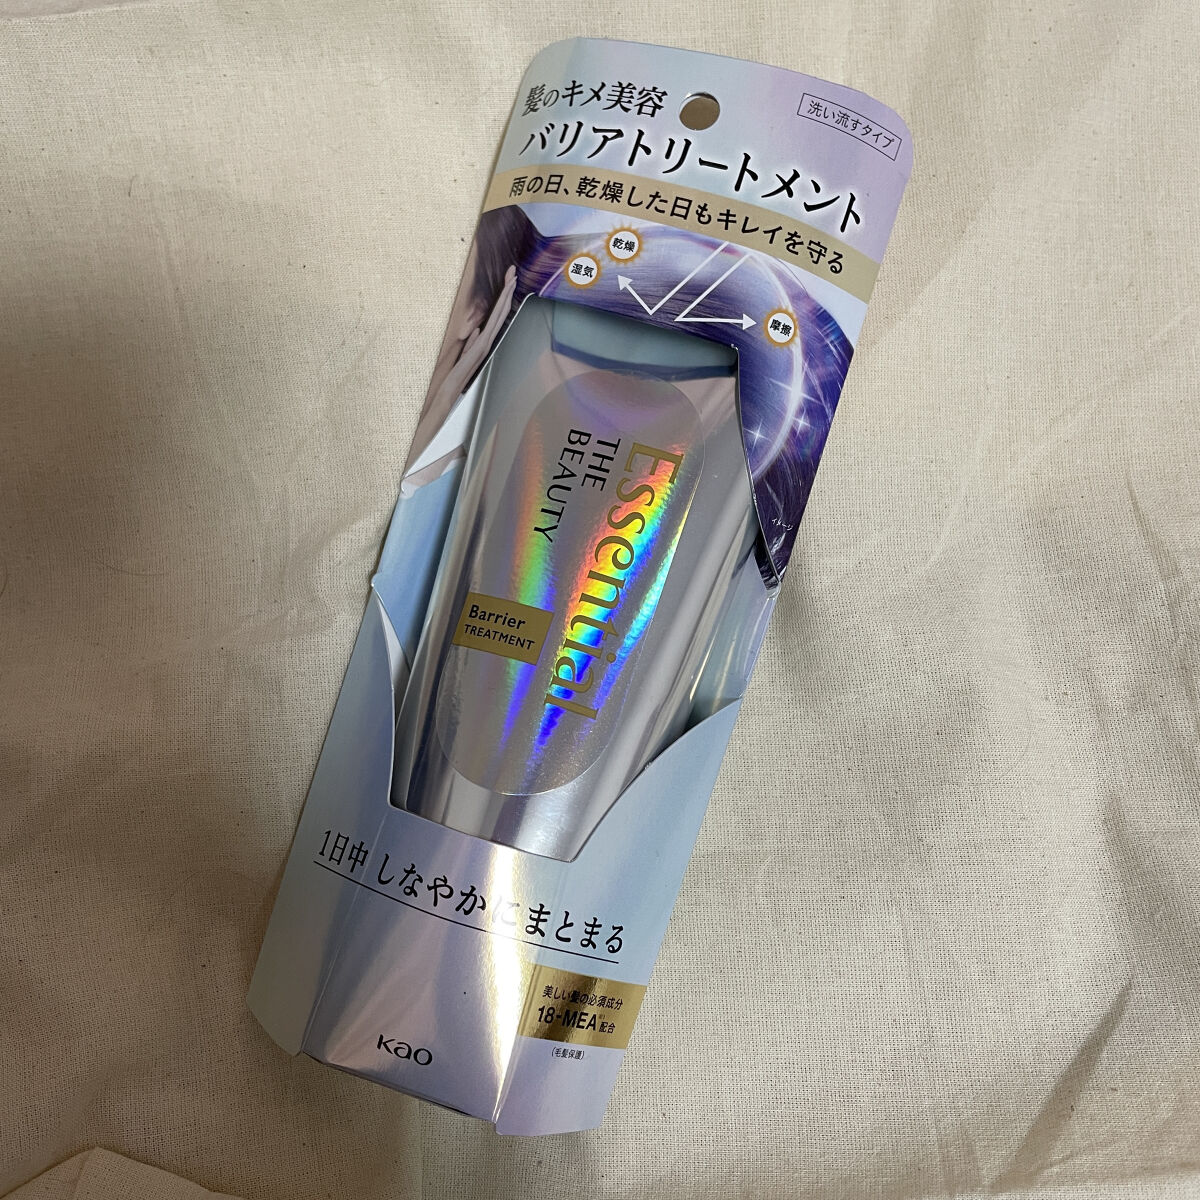 髪のキメ美容
洗い流すタイプ
バリアトリートメント
雨の日、乾燥した日もキレイを守る
乾燥
湿気
摩擦
イメージ
Essential
THE
BEAUTY
Barrier
TREATMENT
1日中 しなやかにまとまる
美しい髪の必須成分
18-MEA※1配合
(毛髪保護)
Kao